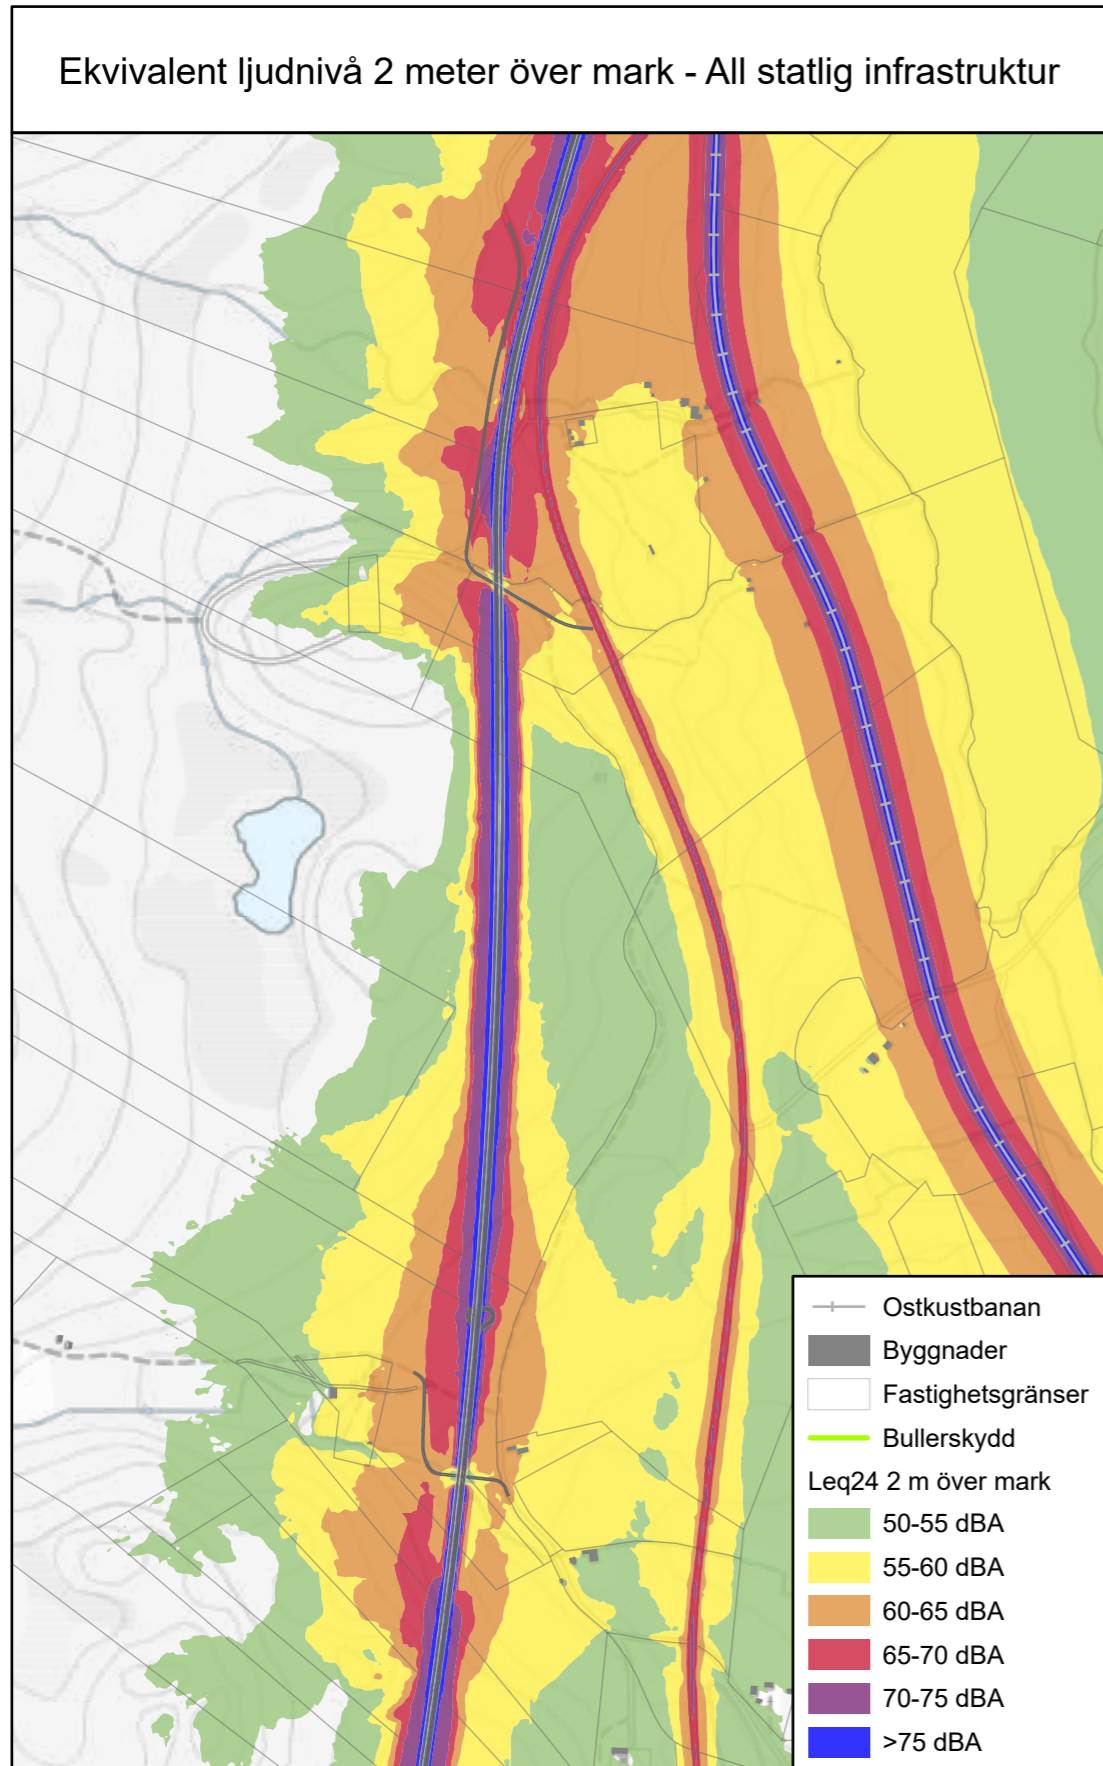 Ekvivalent ljudnivå 2 meter över mark - All statlig infrastruktur
Ostkustbanan
Byggnader
Fastighetsgränser
Bullerskydd
Leq24 2 m över mark
50-55 dBA
55-60 dBA
60-65 dBA
65-70 dBA
70-75 dBA
>75 dBA